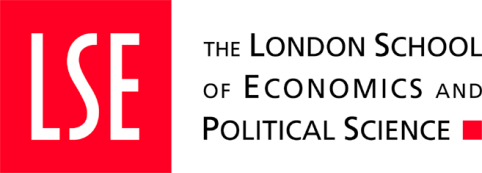 LSE
THE LONDON SCHOOL
OF ECONOMICS AND
POLITICAL SCIENCE